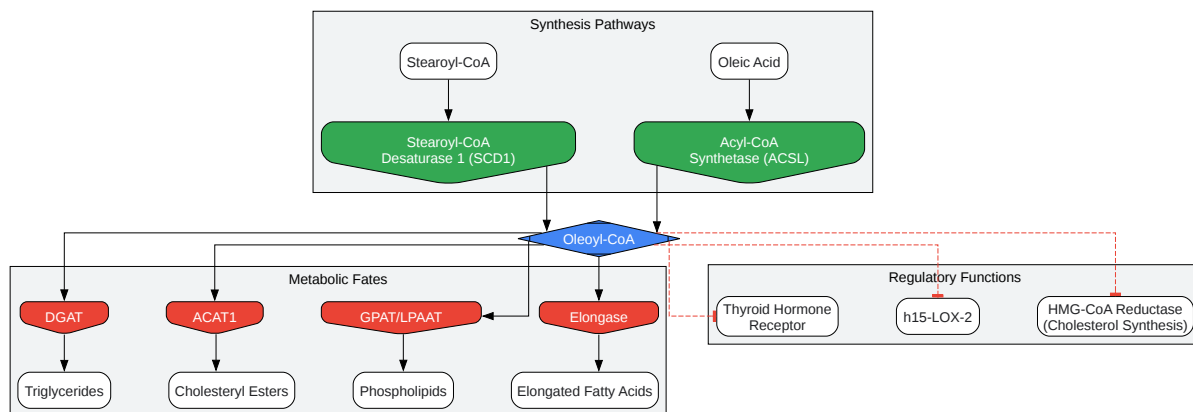 Synthesis Pathways
Stearoyl-CoA
Oleic Acid
Stearoyl-CoA
Desaturase 1 (SCD1)
Acyl-CoA
Synthetase (ACSL)
Oleoyl-CoA
Metabolic Fates
Regulatory Functions
DGAT
ACAT1
GPAT/LPAAT
Elongase
Thyroid Hormone
Receptor
h15-LOX-2
HMG-CoA Reductase
(Cholesterol Synthesis)
Triglycerides
Cholesteryl Esters
Phospholipids
Elongated Fatty Acids